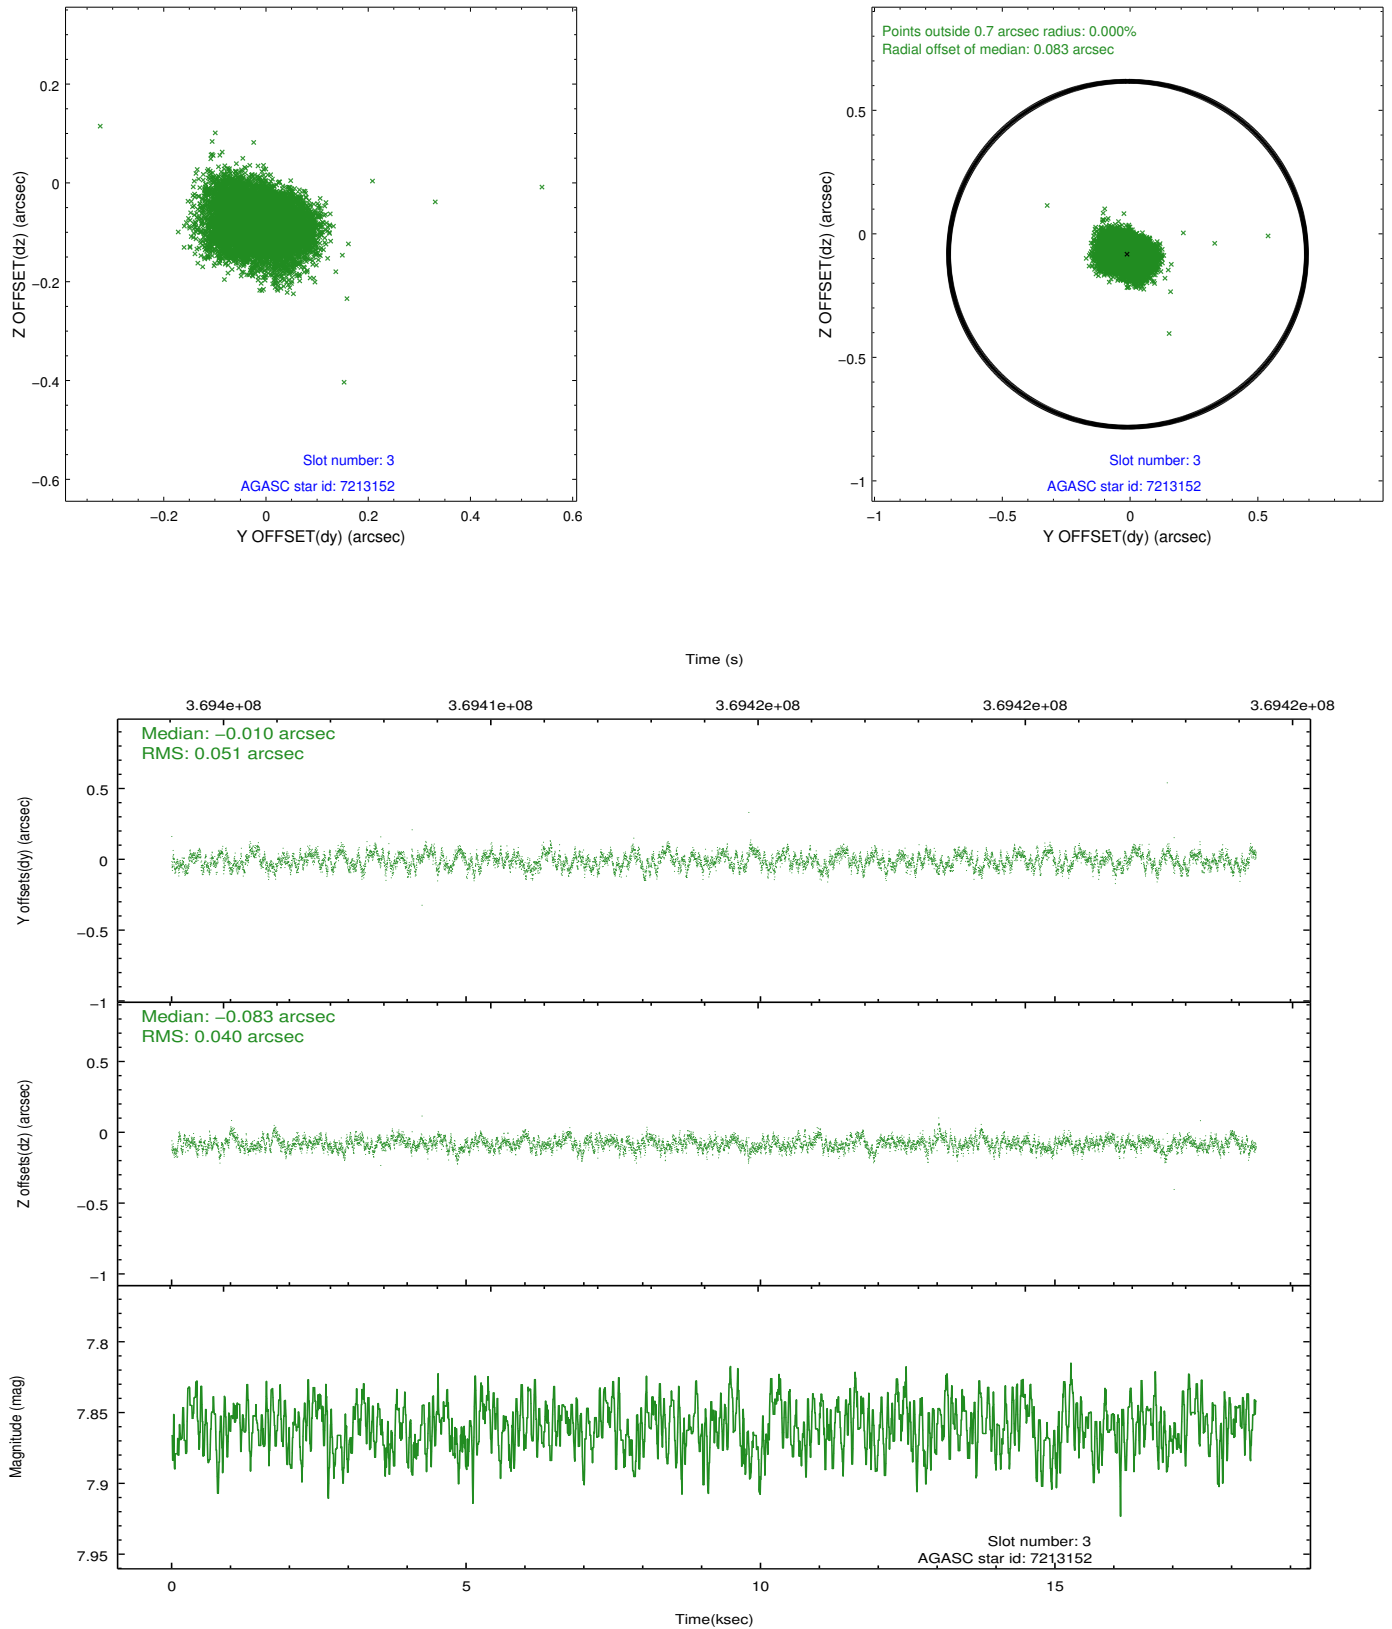 0.2
0
−0.2
−0.4
−0.6
Z OFFSET(dz) (arcsec)
Slot number: 3
AGASC star id: 7213152
−0.2
0
0.2
0.4
0.6
Y OFFSET(dy) (arcsec)
Points outside 0.7 arcsec radius: 0.000%
Radial offset of median: 0.083 arcsec
0.5
0
−0.5
−1
Z OFFSET(dz) (arcsec)
Slot number: 3
AGASC star id: 7213152
−1
−0.5
0
0.5
Y OFFSET(dy) (arcsec)
Time (s)
3.694e+08
3.6941e+08
3.6942e+08
3.6942e+08
3.6942e+08
Median: −0.010 arcsec
RMS: 0.051 arcsec
0.5
0
−0.5
−1
Y offsets(dy) (arcsec)
Median: −0.083 arcsec
RMS: 0.040 arcsec
0.5
0
−0.5
−1
Z offsets(dz) (arcsec)
7.8
7.85
7.9
7.95
Magnitude (mag)
Slot number: 3
AGASC star id: 7213152
0
5
10
15
Time(ksec)